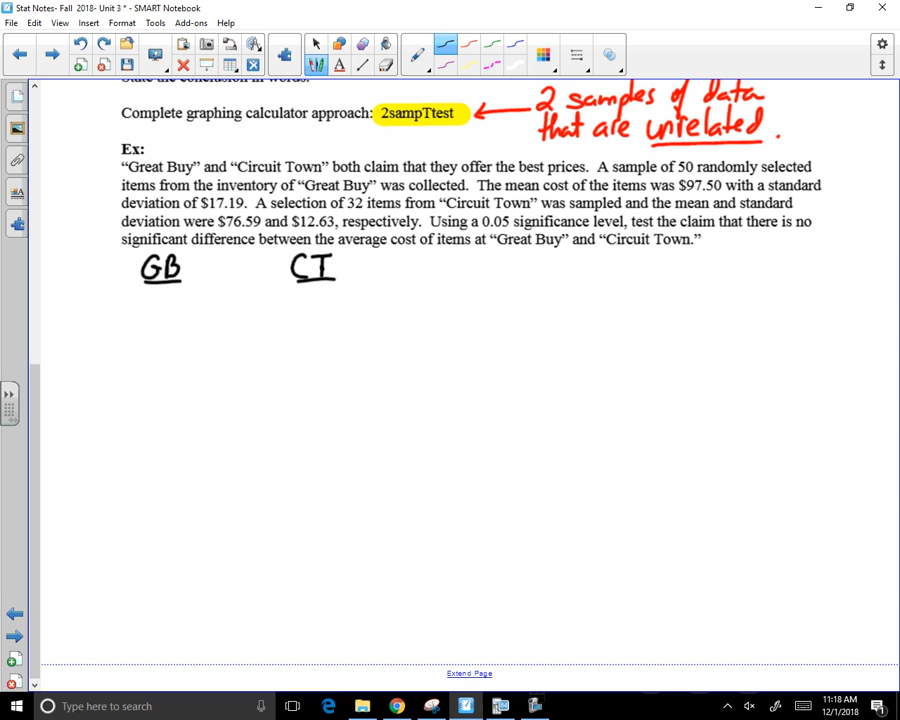 Stat Notes- Fall 2018- Unit 3 * - SMART Notebook
File Edit View Insert Format Tools Add-ons Help
Complete graphing calculator approach: 2sampTtest
2 samples of data
that are unrelated.
Ex:
“Great Buy” and “Circuit Town” both claim that they offer the best prices. A sample of 50 randomly selected
items from the inventory of “Great Buy” was collected. The mean cost of the items was $97.50 with a standard
deviation of $17.19. A selection of 32 items from “Circuit Town” was sampled and the mean and standard
deviation were $76.59 and $12.63, respectively. Using a 0.05 significance level, test the claim that there is no
significant difference between the average cost of items at “Great Buy” and “Circuit Town.”
GB CT
Extend Page
Type here to search
11:18 AM
12/1/2018